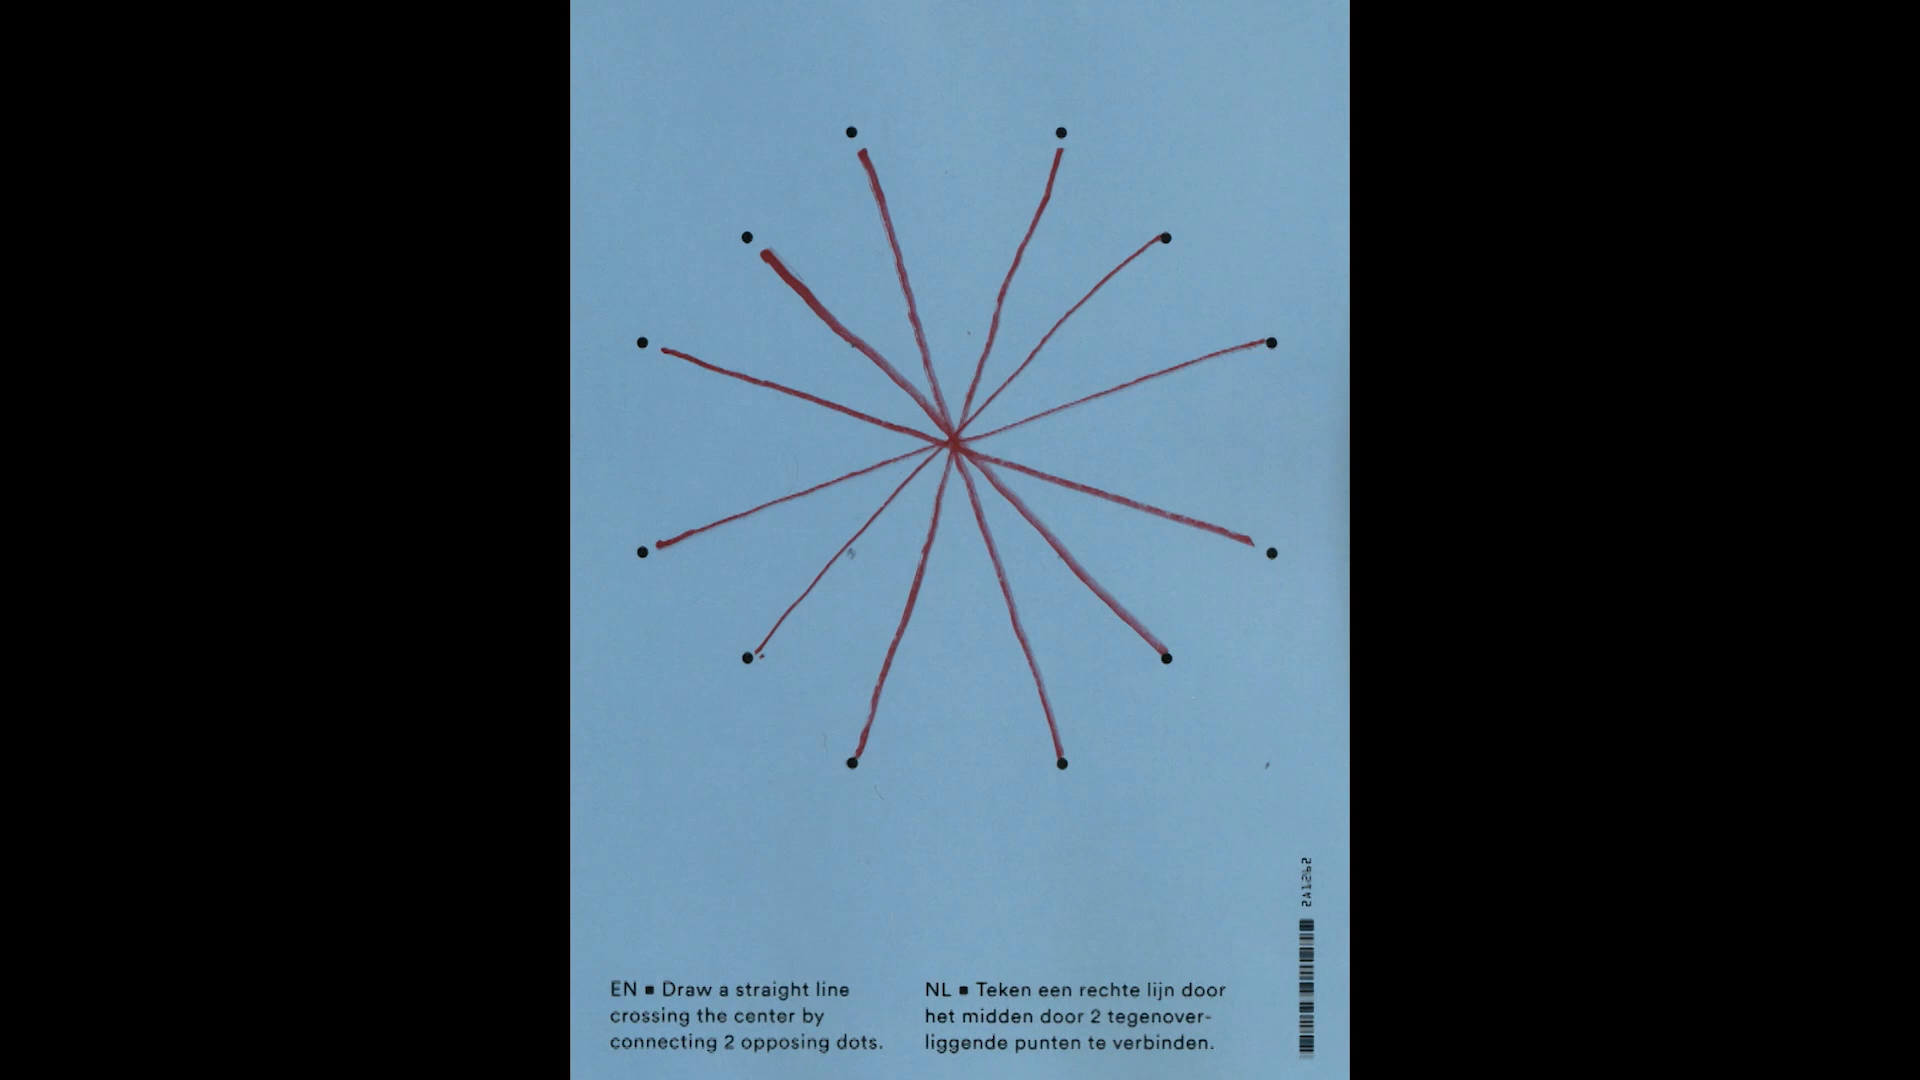 EN ▪ Draw a straight line
crossing the center by
connecting 2 opposing dots.
NL ▪ Teken een rechte lijn door
het midden door 2 tegenover-
liggende punten te verbinden.
2A1262